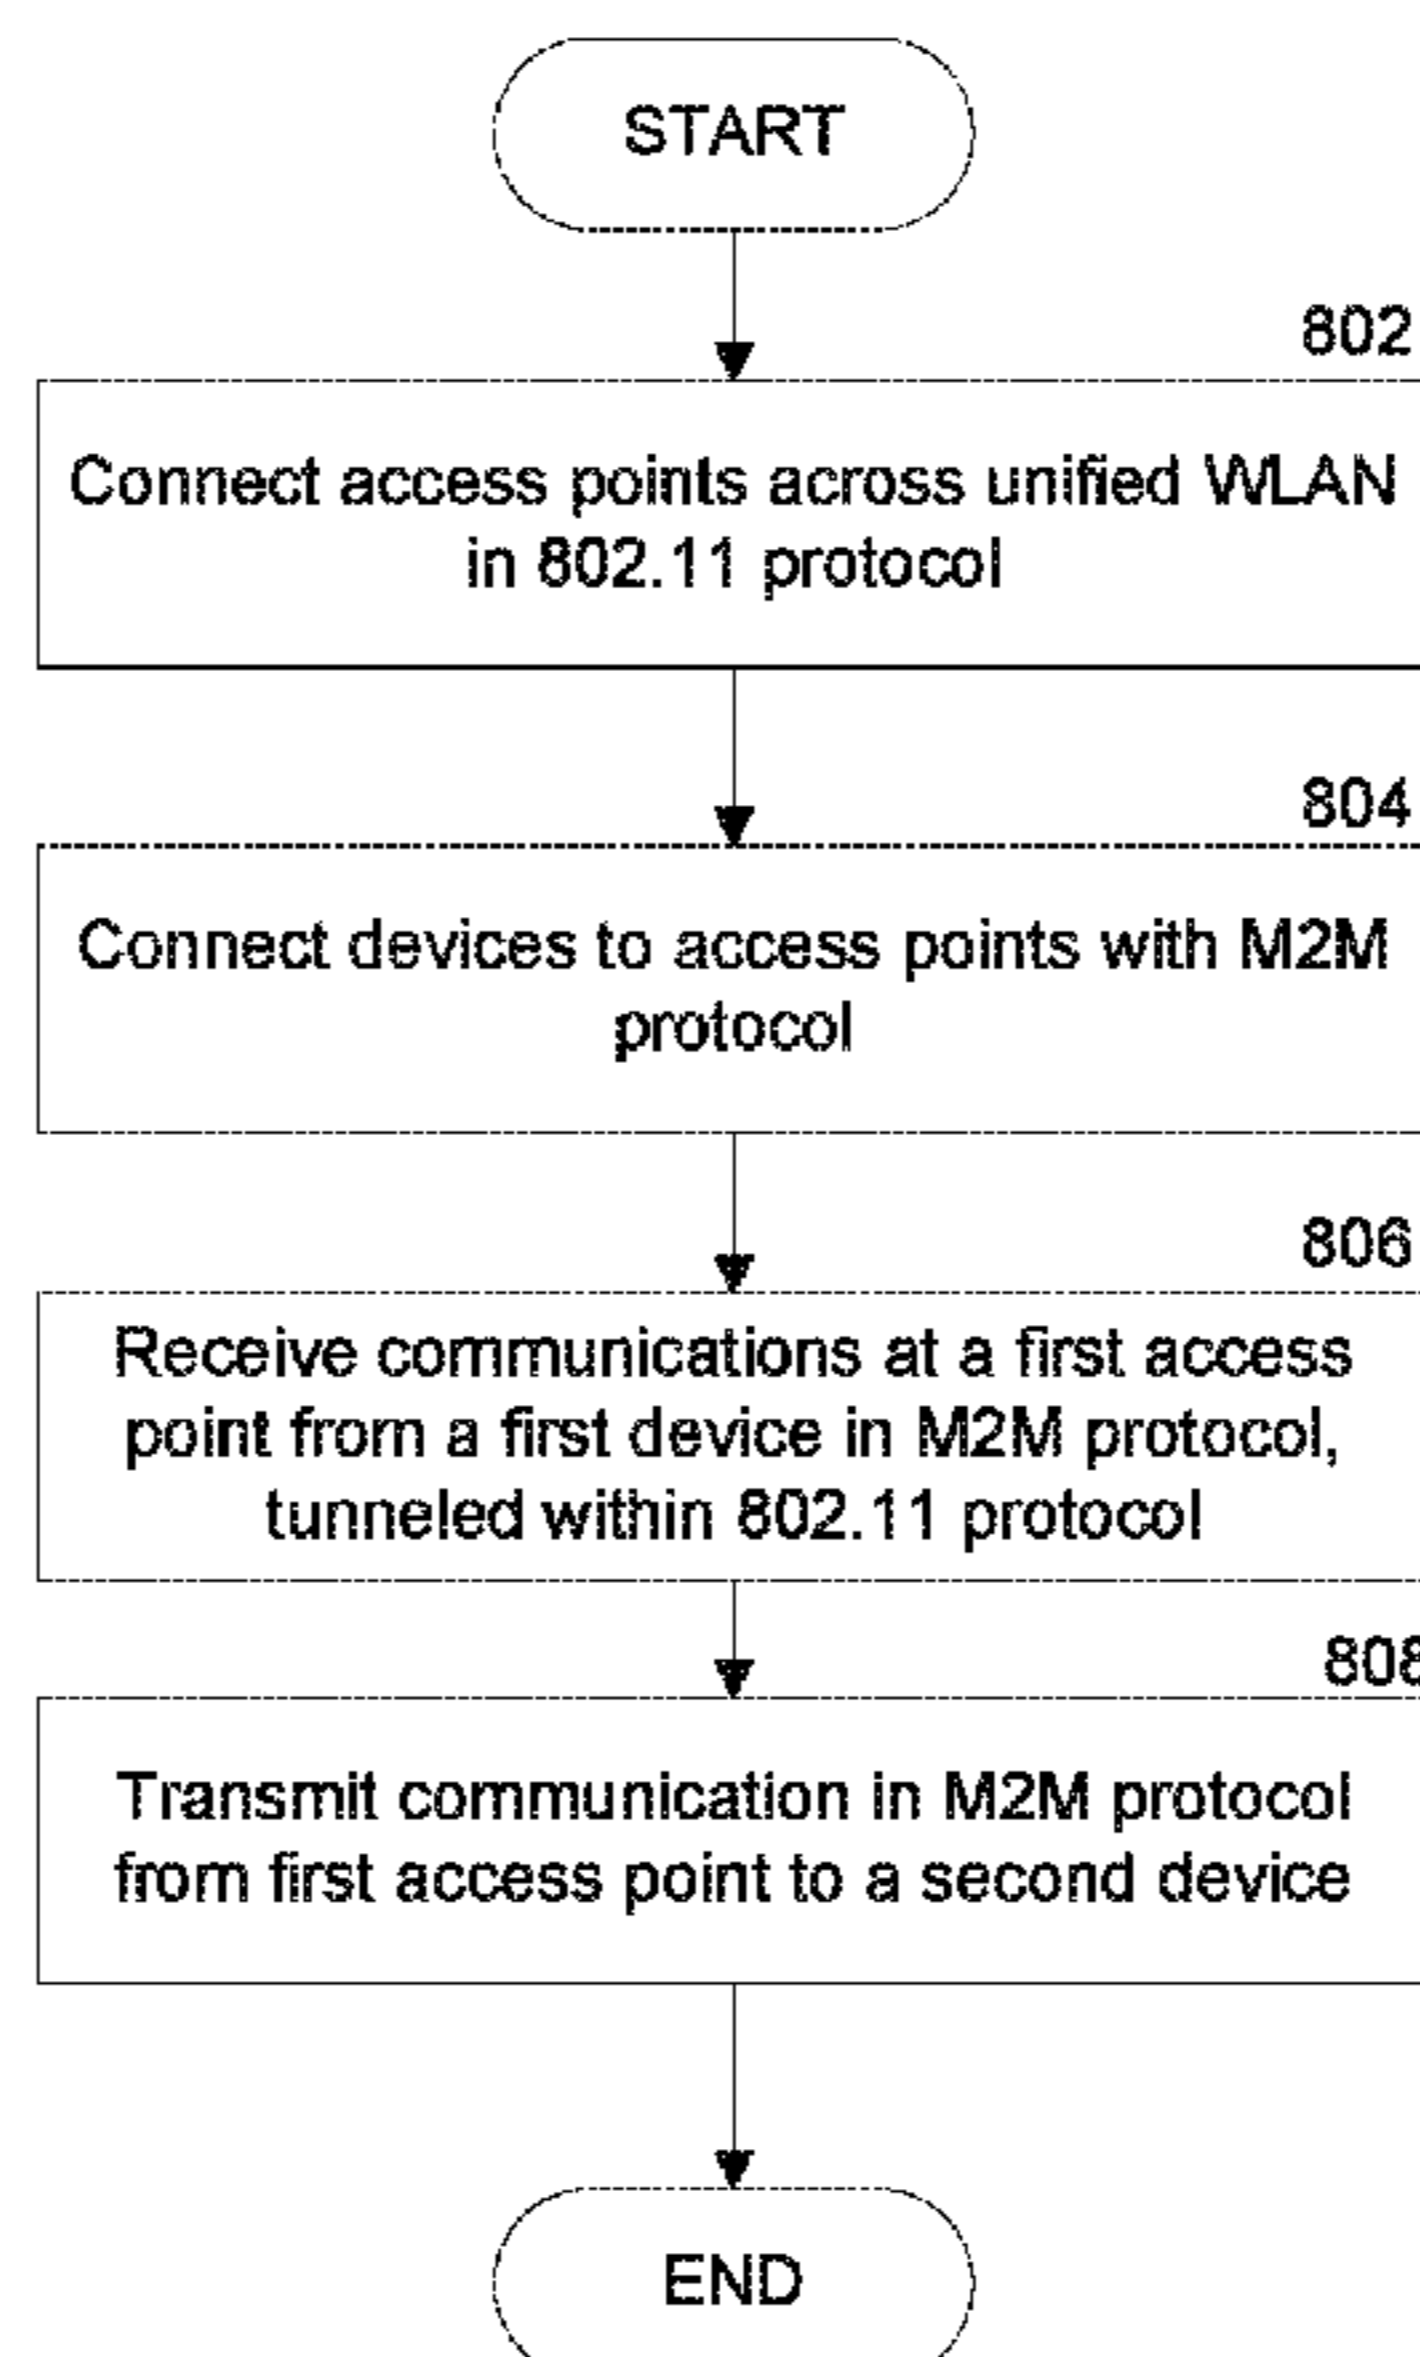 START
802
Connect access points across unified WLAN
in 802.11 protocol
804
Connect devices to access points with M2M
protocol
806
Receive communications at a first access
point from a first device in M2M protocol,
tunneled within 802.11 protocol
808
Transmit communication in M2M protocol
from first access point to a second device
END